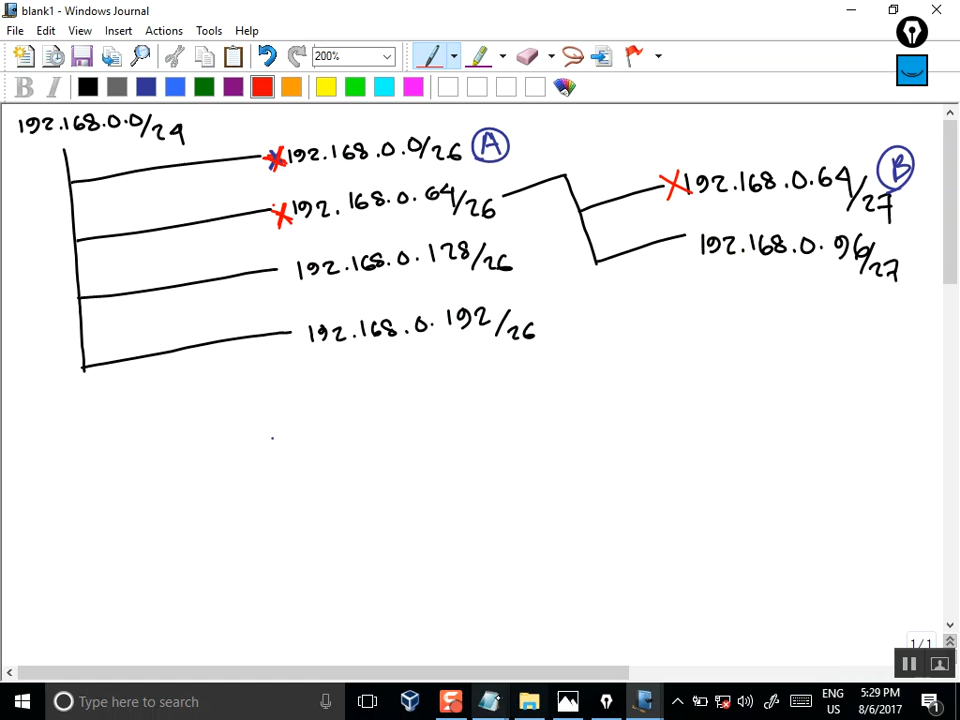 blank1 - Windows Journal
File Edit View Insert Actions Tools Help
200%
B I
192.168.0.0/24
192.168.0.0/26 A
192.168.0.64/26
192.168.0.128/26
192.168.0.192/26
192.168.0.64/27 B
192.168.0.96/27
1/1
Type here to search
ENG
US
5:29 PM
8/6/2017
1